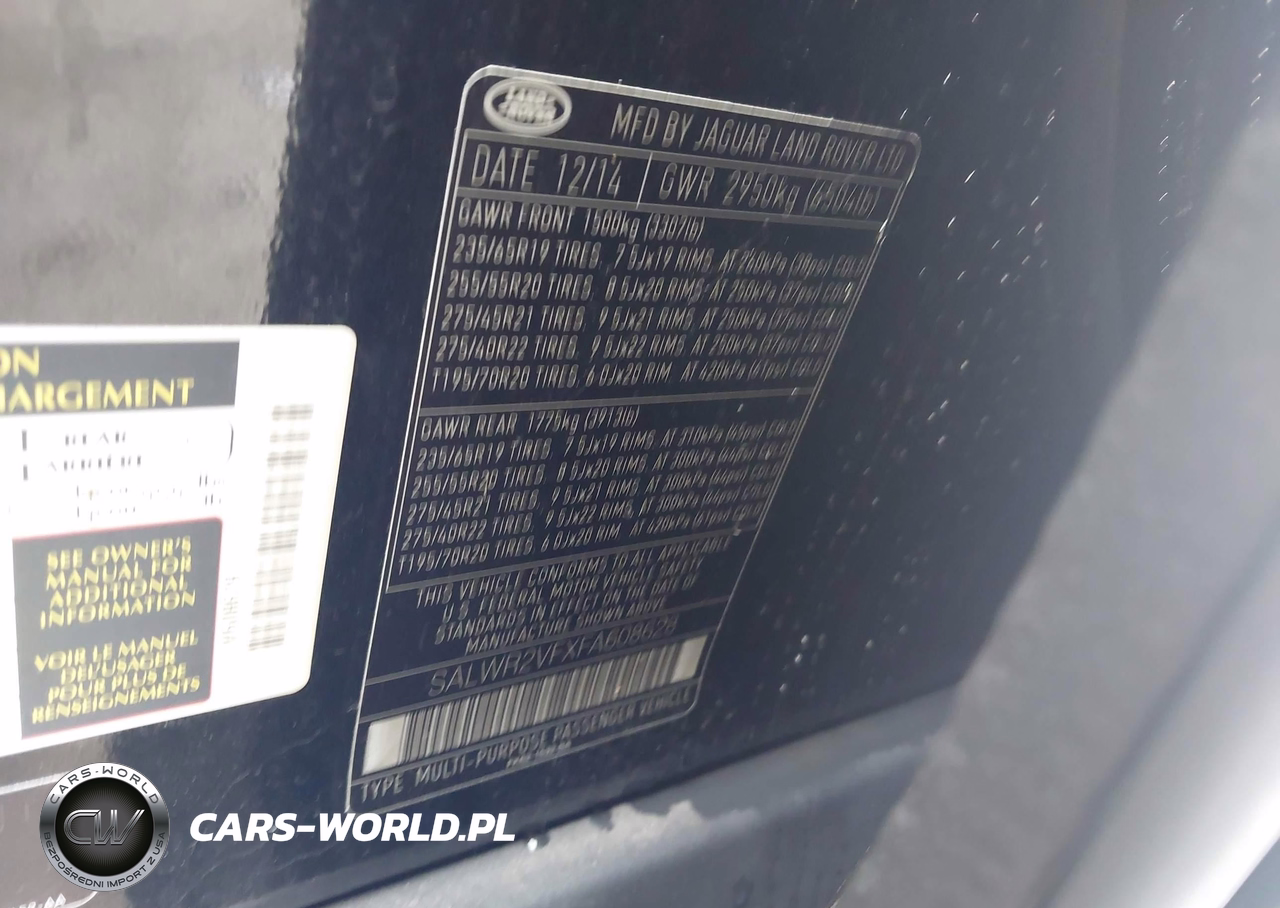 LAND ROVER
MFD BY JAGUAR LAND ROVER LTD
DATE 12/14 GWR 2950kg (6504lb)
GAWR FRONT 1500kg (3307lb)
235/65R19 TIRES, 7.5Jx19 RIMS AT 260kPa (38psi) COLD
255/55R20 TIRES, 8.5Jx20 RIMS AT 250kPa (37psi) COLD
275/45R21 TIRES, 9.5Jx21 RIMS AT 250kPa (37psi) COLD
275/40R22 TIRES, 9.5Jx22 RIMS, AT 250kPa (37psi) COLD
T195/70R20 TIRES, 6.0Jx20 RIM, AT 420kPa (61psi) COLD
GAWR REAR 1775kg (3913lb)
235/65R19 TIRES, 7.5Jx19 RIMS AT 310kPa (45psi) COLD
255/55R20 TIRES, 8.5Jx20 RIMS, AT 300kPa (44psi) COLD
275/45R21 TIRES, 9.5Jx21 RIMS, AT 300kPa (44psi) COLD
275/40R22 TIRES, 9.5Jx22 RIMS, AT 300kPa (44psi) COLD
T195/70R20 TIRES, 6.0Jx20 RIM, AT 420kPa (61psi) COLD
THIS VEHICLE CONFORMS TO ALL APPLICABLE
U.S. FEDERAL MOTOR VEHICLE SAFETY
STANDARDS IN EFFECT ON THE DATE OF
MANUFACTURE SHOWN ABOVE.
SALWR2VFXFA608628
TYPE MULTI-PURPOSE PASSENGER VEHICLE
ON
HARGEMENT
REAR
ARRIÈRE
SEE OWNER'S
MANUAL FOR
ADDITIONAL
INFORMATION
VOIR LE MANUEL
DE L'USAGER
POUR PLUS DE
RENSEIGNEMENTS
CARS-WORLD
CW
BEZPOŚREDNI IMPORT Z USA
CARS-WORLD.PL